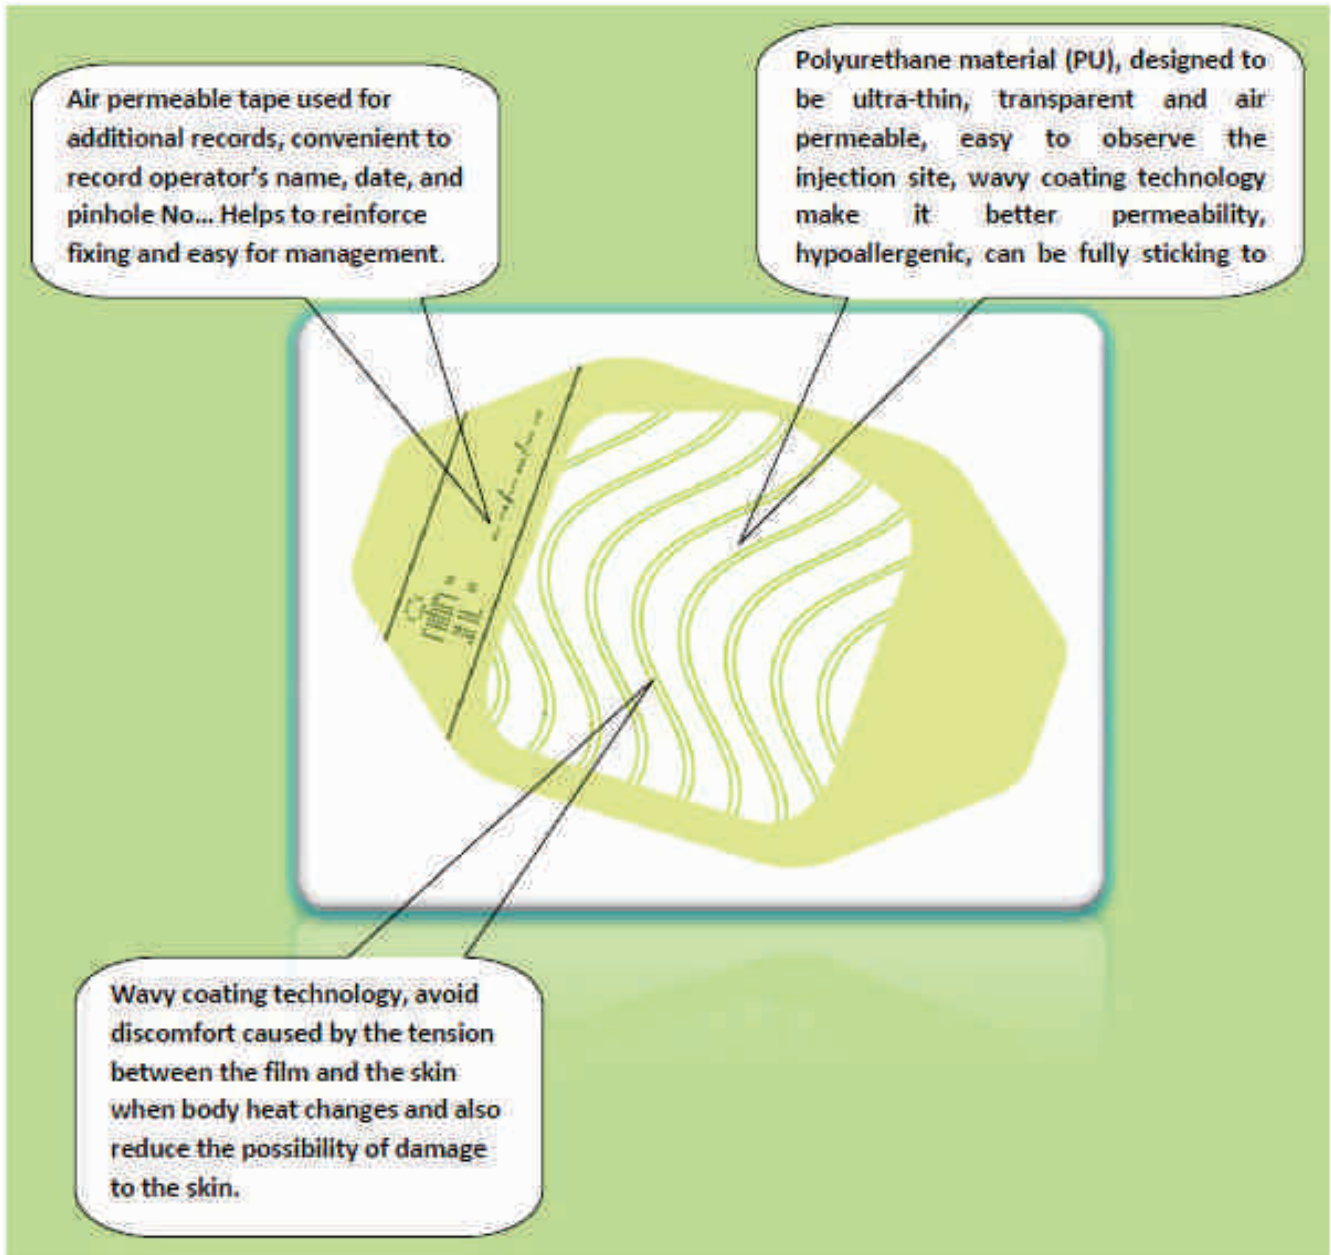 Air permeable tape used for
additional records, convenient to
record operator's name, date, and
pinhole No... Helps to reinforce
fixing and easy for management.
Polyurethane material (PU), designed to
be ultra-thin, transparent and air
permeable, easy to observe the
injection site, wavy coating technology
make it better permeability,
hypoallergenic, can be fully sticking to
Wavy coating technology, avoid
discomfort caused by the tension
between the film and the skin
when body heat changes and also
reduce the possibility of damage
to the skin.